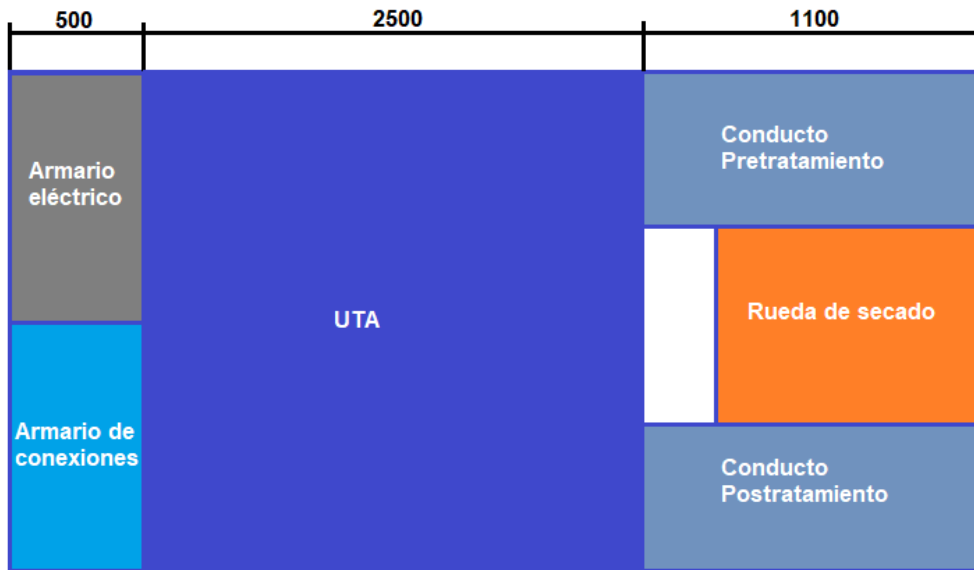 500
2500
1100
Armario
eléctrico
Conducto
Pretratamiento
UTA
Rueda de secado
Armario de
conexiones
Conducto
Postratamiento